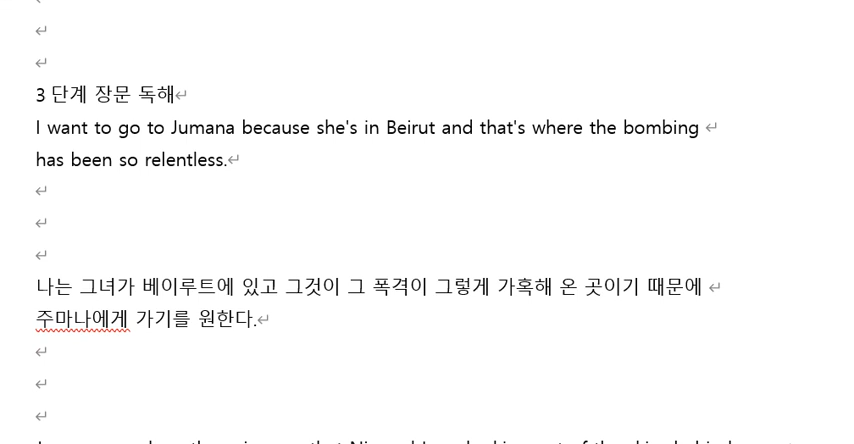 3 단계 장문 독해
I want to go to Jumana because she's in Beirut and that's where the bombing
has been so relentless.
나는 그녀가 베이루트에 있고 그것이 그 폭격이 그렇게 가혹해 온 곳이기 때문에
주마나에게 가기를 원한다.